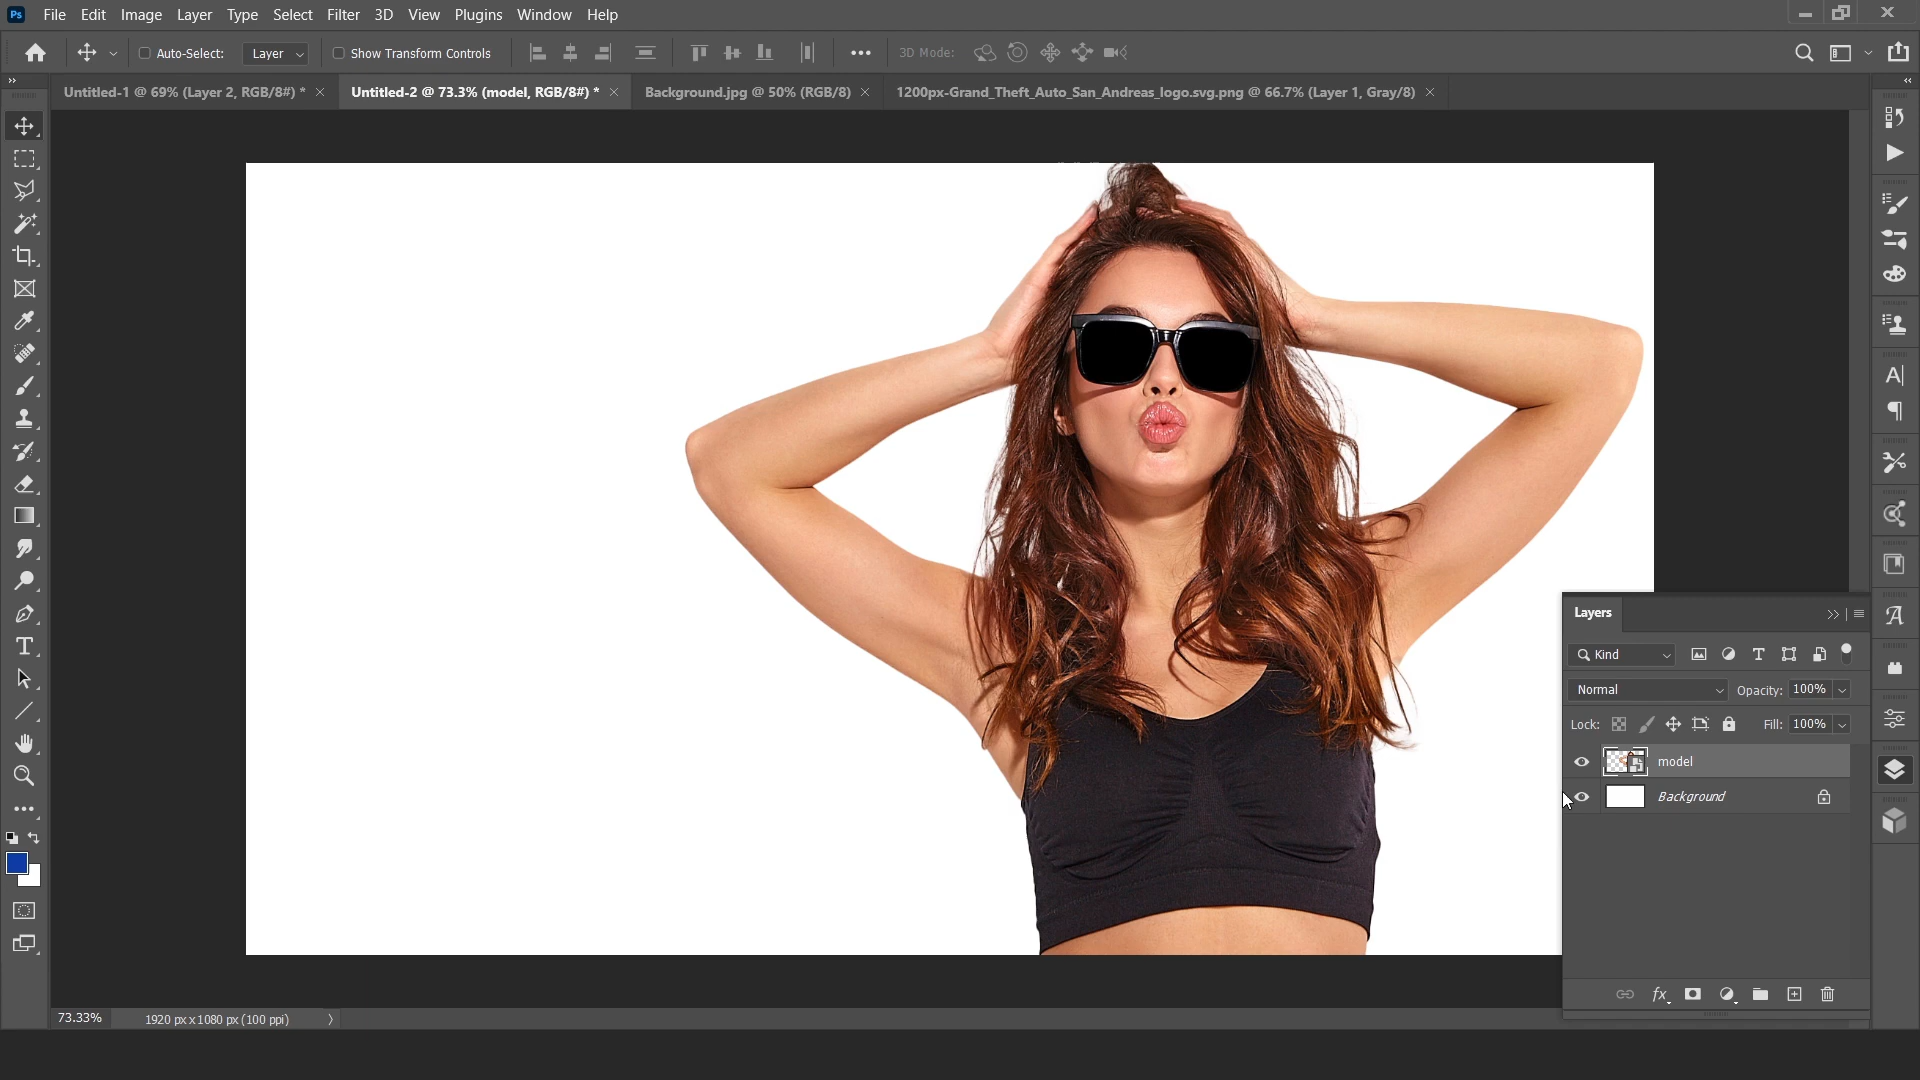 Ps File Edit Image Layer Type Select Filter 3D View Plugins Window Help
Auto-Select: Layer Show Transform Controls 3D Mode:
Untitled-1 @ 69% (Layer 2, RGB/8#) * Untitled-2 @ 73.3% (model, RGB/8#) * Background.jpg @ 50% (RGB/8) 1200px-Grand_Theft_Auto_San_Andreas_logo.svg.png @ 66.7% (Layer 1, Gray/8)
Layers
Kind
Normal Opacity: 100%
Lock: Fill: 100%
model
Background
fx
73.33% 1920 px x 1080 px (100 ppi)